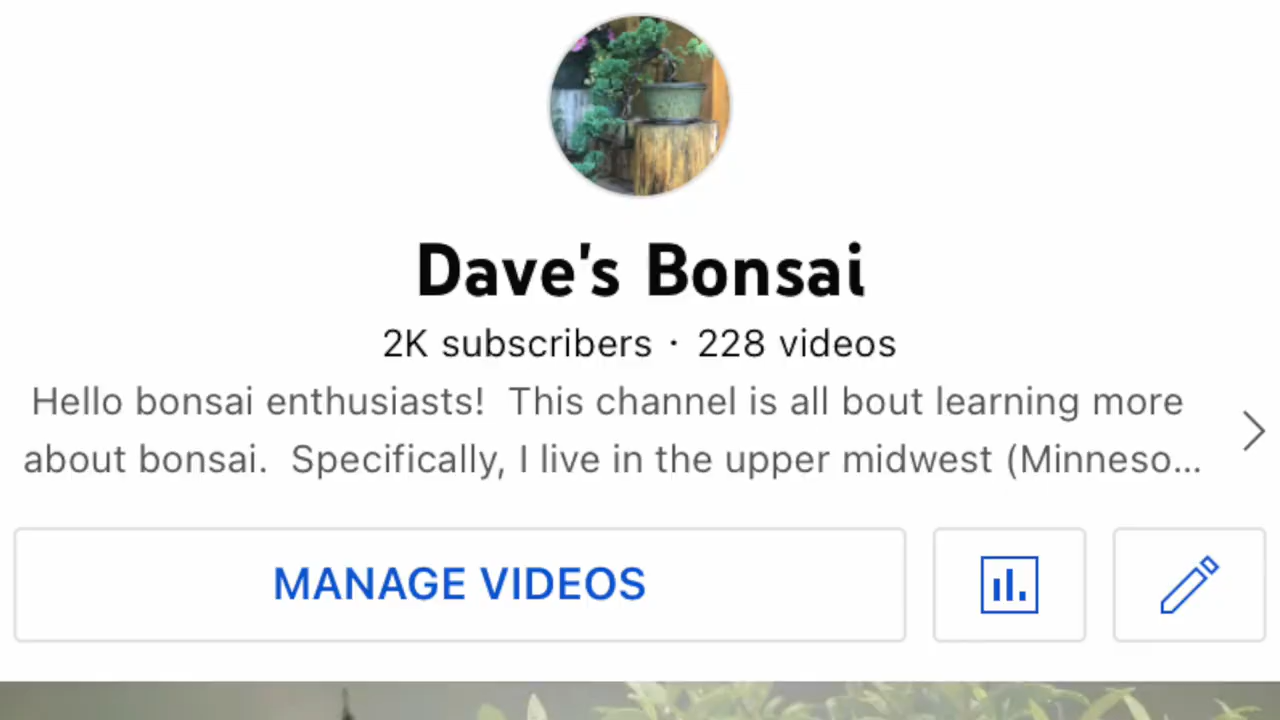 Dave's Bonsai
2K subscribers · 228 videos
Hello bonsai enthusiasts!  This channel is all bout learning more
about bonsai.  Specifically, I live in the upper midwest (Minneso...
MANAGE VIDEOS